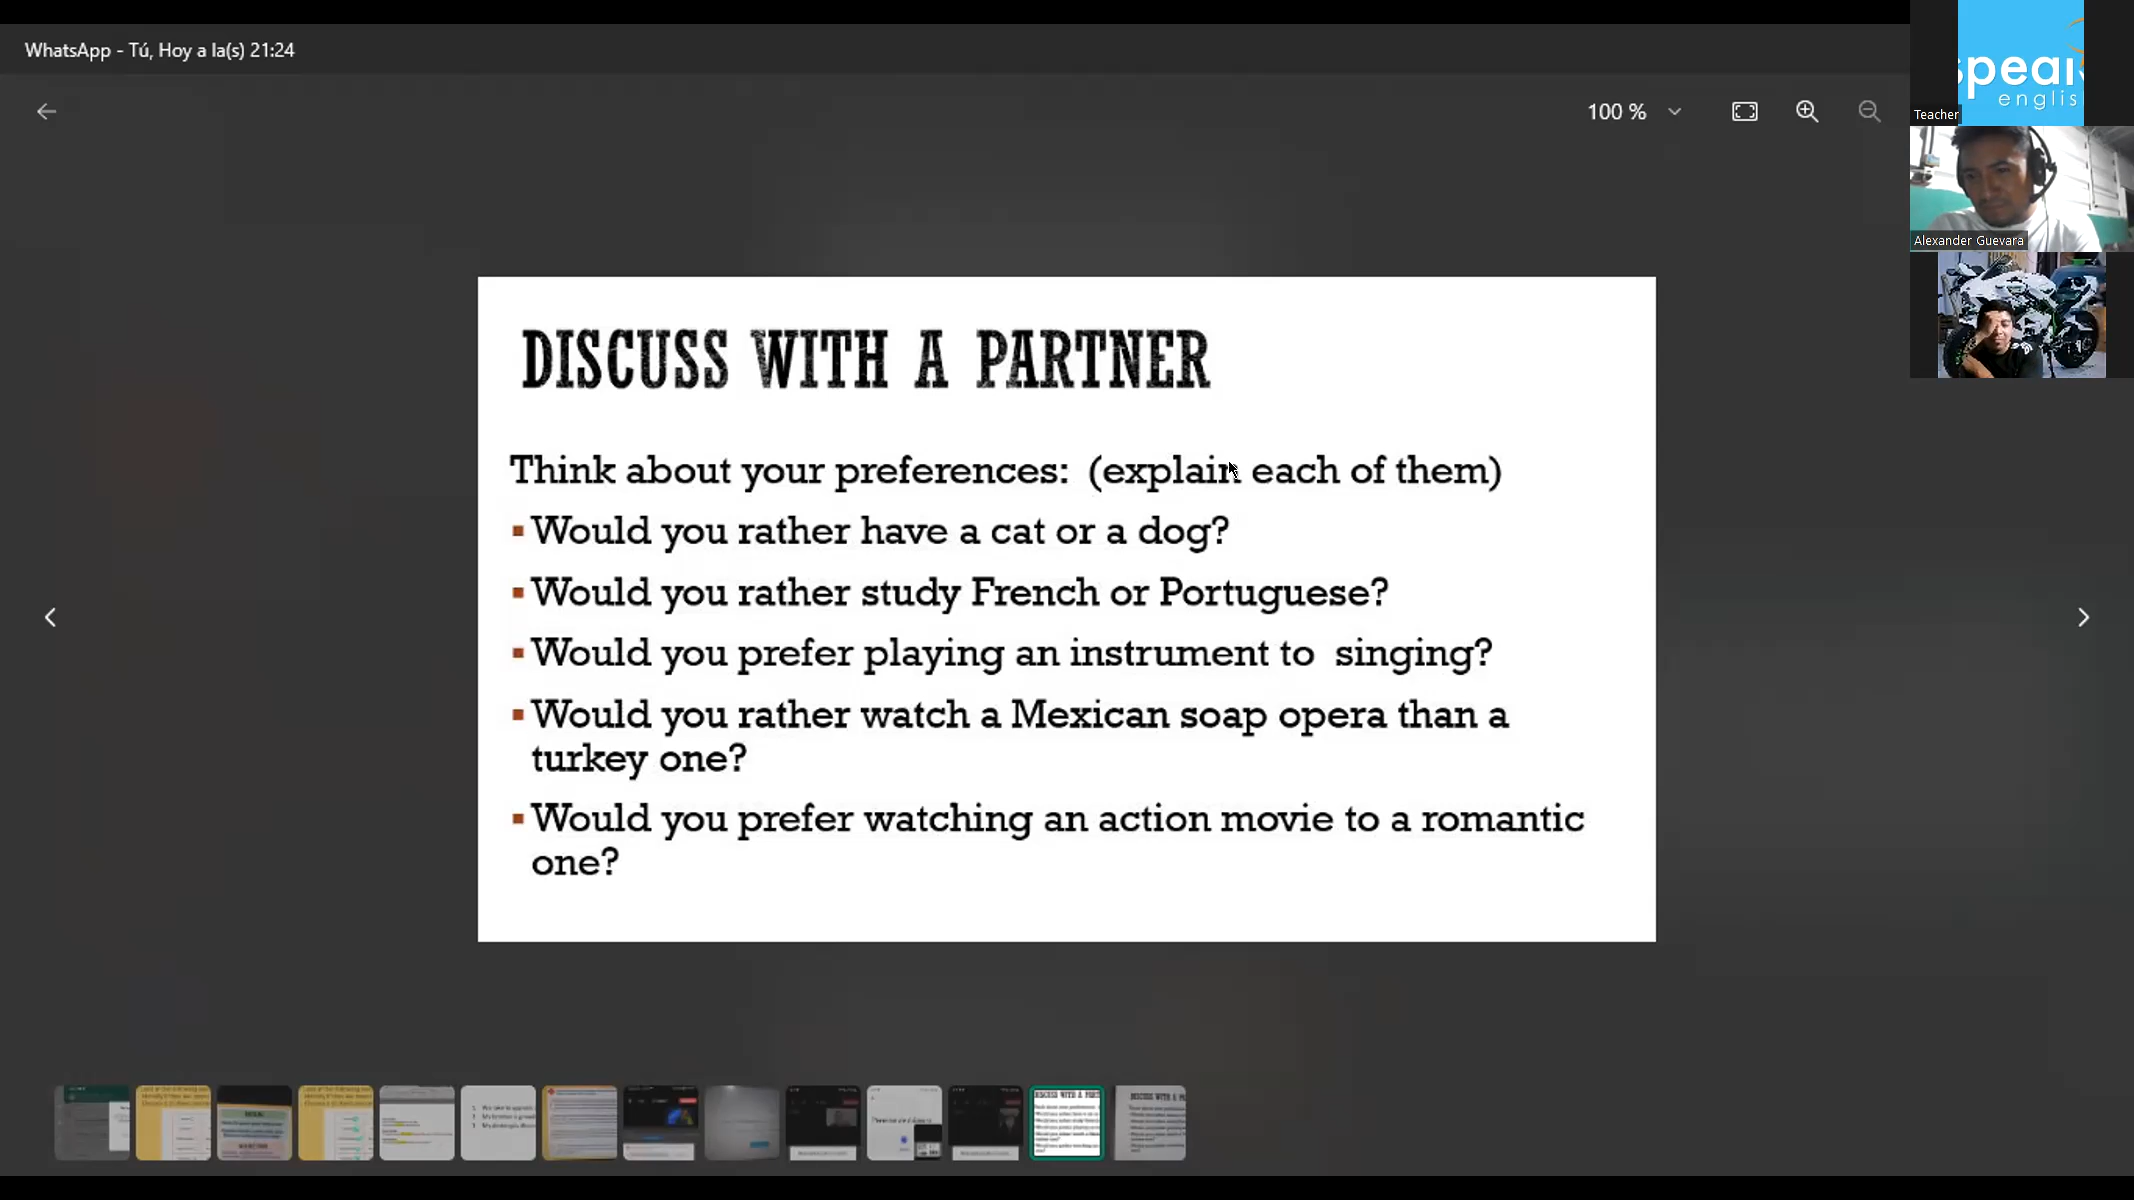 WhatsApp - Tú, Hoy a la(s) 21:24
100 %
peak
englis
Teacher
Alexander Guevara
DISCUSS WITH A PARTNER
Think about your preferences: (explain each of them)
▪ Would you rather have a cat or a dog?
▪ Would you rather study French or Portuguese?
▪ Would you prefer playing an instrument to singing?
▪ Would you rather watch a Mexican soap opera than a
turkey one?
▪ Would you prefer watching an action movie to a romantic
one?